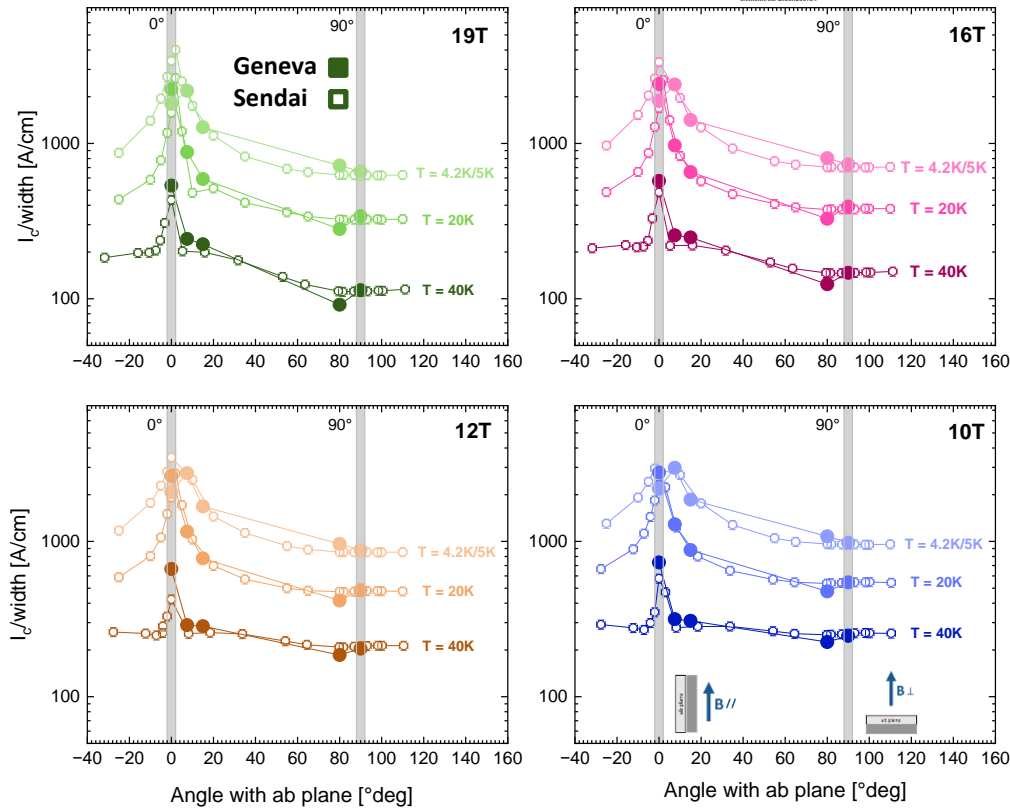 0°
90°
19T
Geneva
Sendai
T = 4.2K/5K
T = 20K
T = 40K
1000
100
I_c/width [A/cm]
-40 -20 0 20 40 60 80 100 120 140 160
0°
90°
16T
T = 4.2K/5K
T = 20K
T = 40K
1000
100
-40 -20 0 20 40 60 80 100 120 140 160
0°
90°
12T
T = 4.2K/5K
T = 20K
T = 40K
1000
100
I_c/width [A/cm]
-40 -20 0 20 40 60 80 100 120 140 160
Angle with ab plane [°deg]
0°
90°
10T
T = 4.2K/5K
T = 20K
T = 40K
1000
100
ab plane
B//
B⊥
ab plane
-40 -20 0 20 40 60 80 100 120 140 160
Angle with ab plane [°deg]